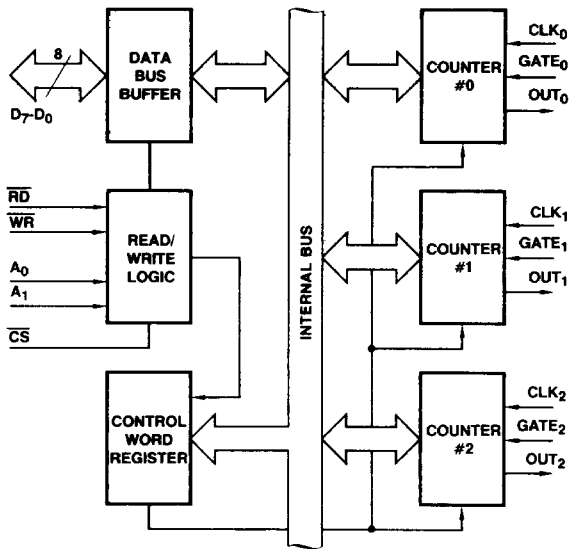 8
D7-D0
DATA
BUS
BUFFER
RD
WR
A0
A1
CS
READ/
WRITE
LOGIC
CONTROL
WORD
REGISTER
INTERNAL BUS
COUNTER
#0
CLK0
GATE0
OUT0
COUNTER
#1
CLK1
GATE1
OUT1
COUNTER
#2
CLK2
GATE2
OUT2